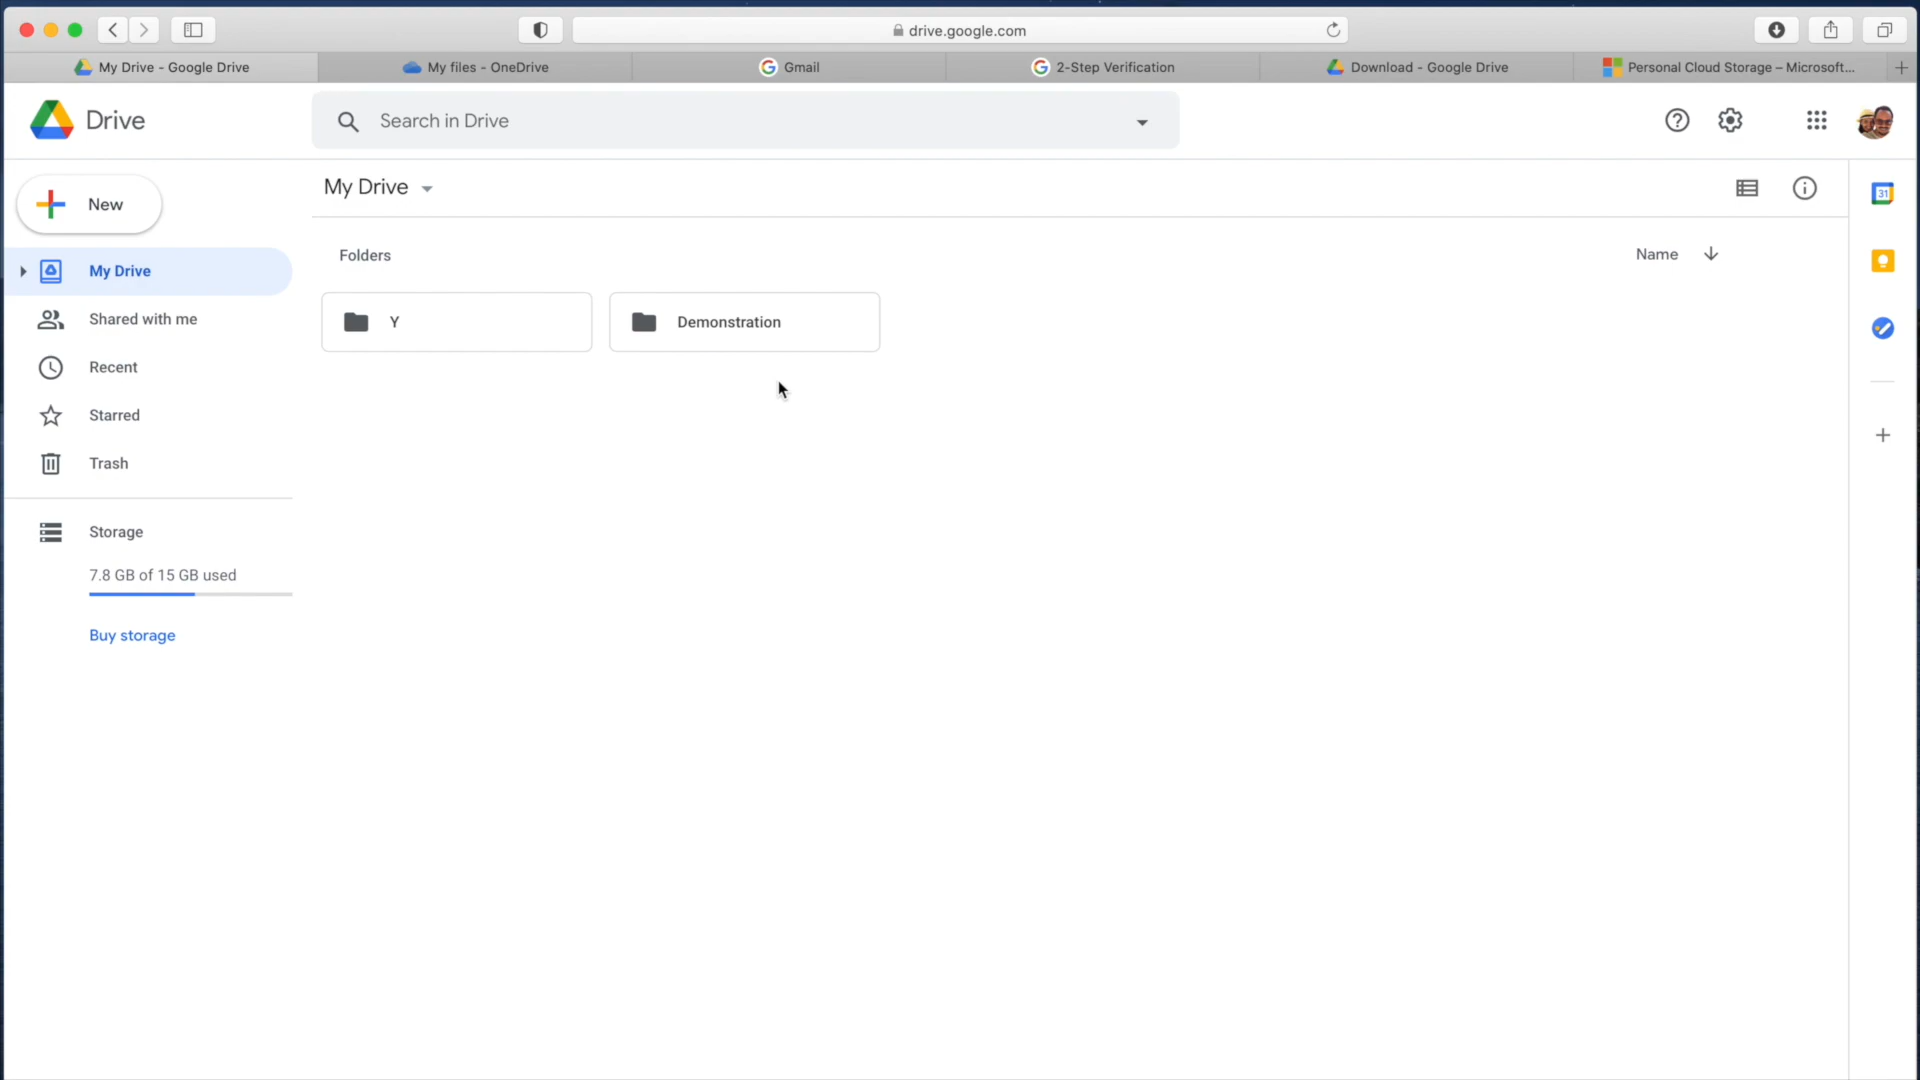 drive.google.com
My Drive - Google Drive
My files - OneDrive
Gmail
2-Step Verification
Download - Google Drive
Personal Cloud Storage – Microsoft...
Drive
Search in Drive
New
My Drive
Folders
Name
Y
Demonstration
My Drive
Shared with me
Recent
Starred
Trash
Storage
7.8 GB of 15 GB used
Buy storage
31